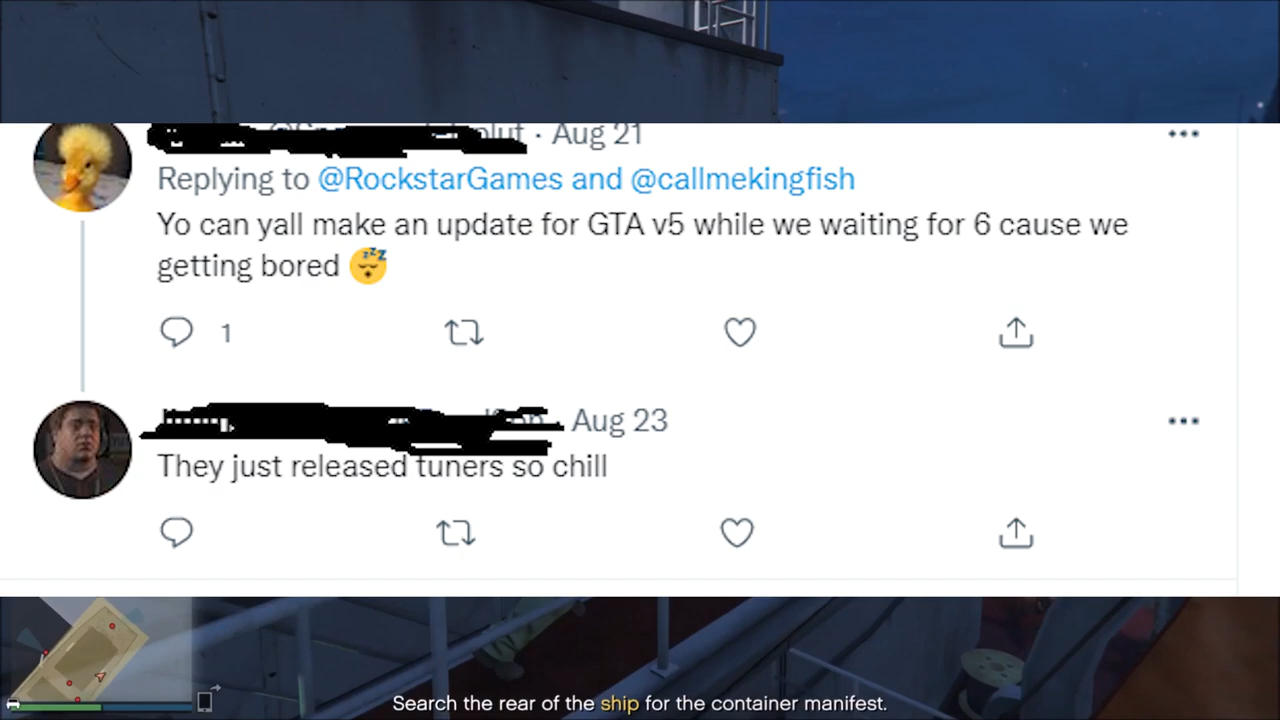 · Aug 21
Replying to @RockstarGames and @callmekingfish
Yo can yall make an update for GTA v5 while we waiting for 6 cause we
getting bored 😴
1
· Aug 23
They just released tuners so chill
Search the rear of the ship for the container manifest.